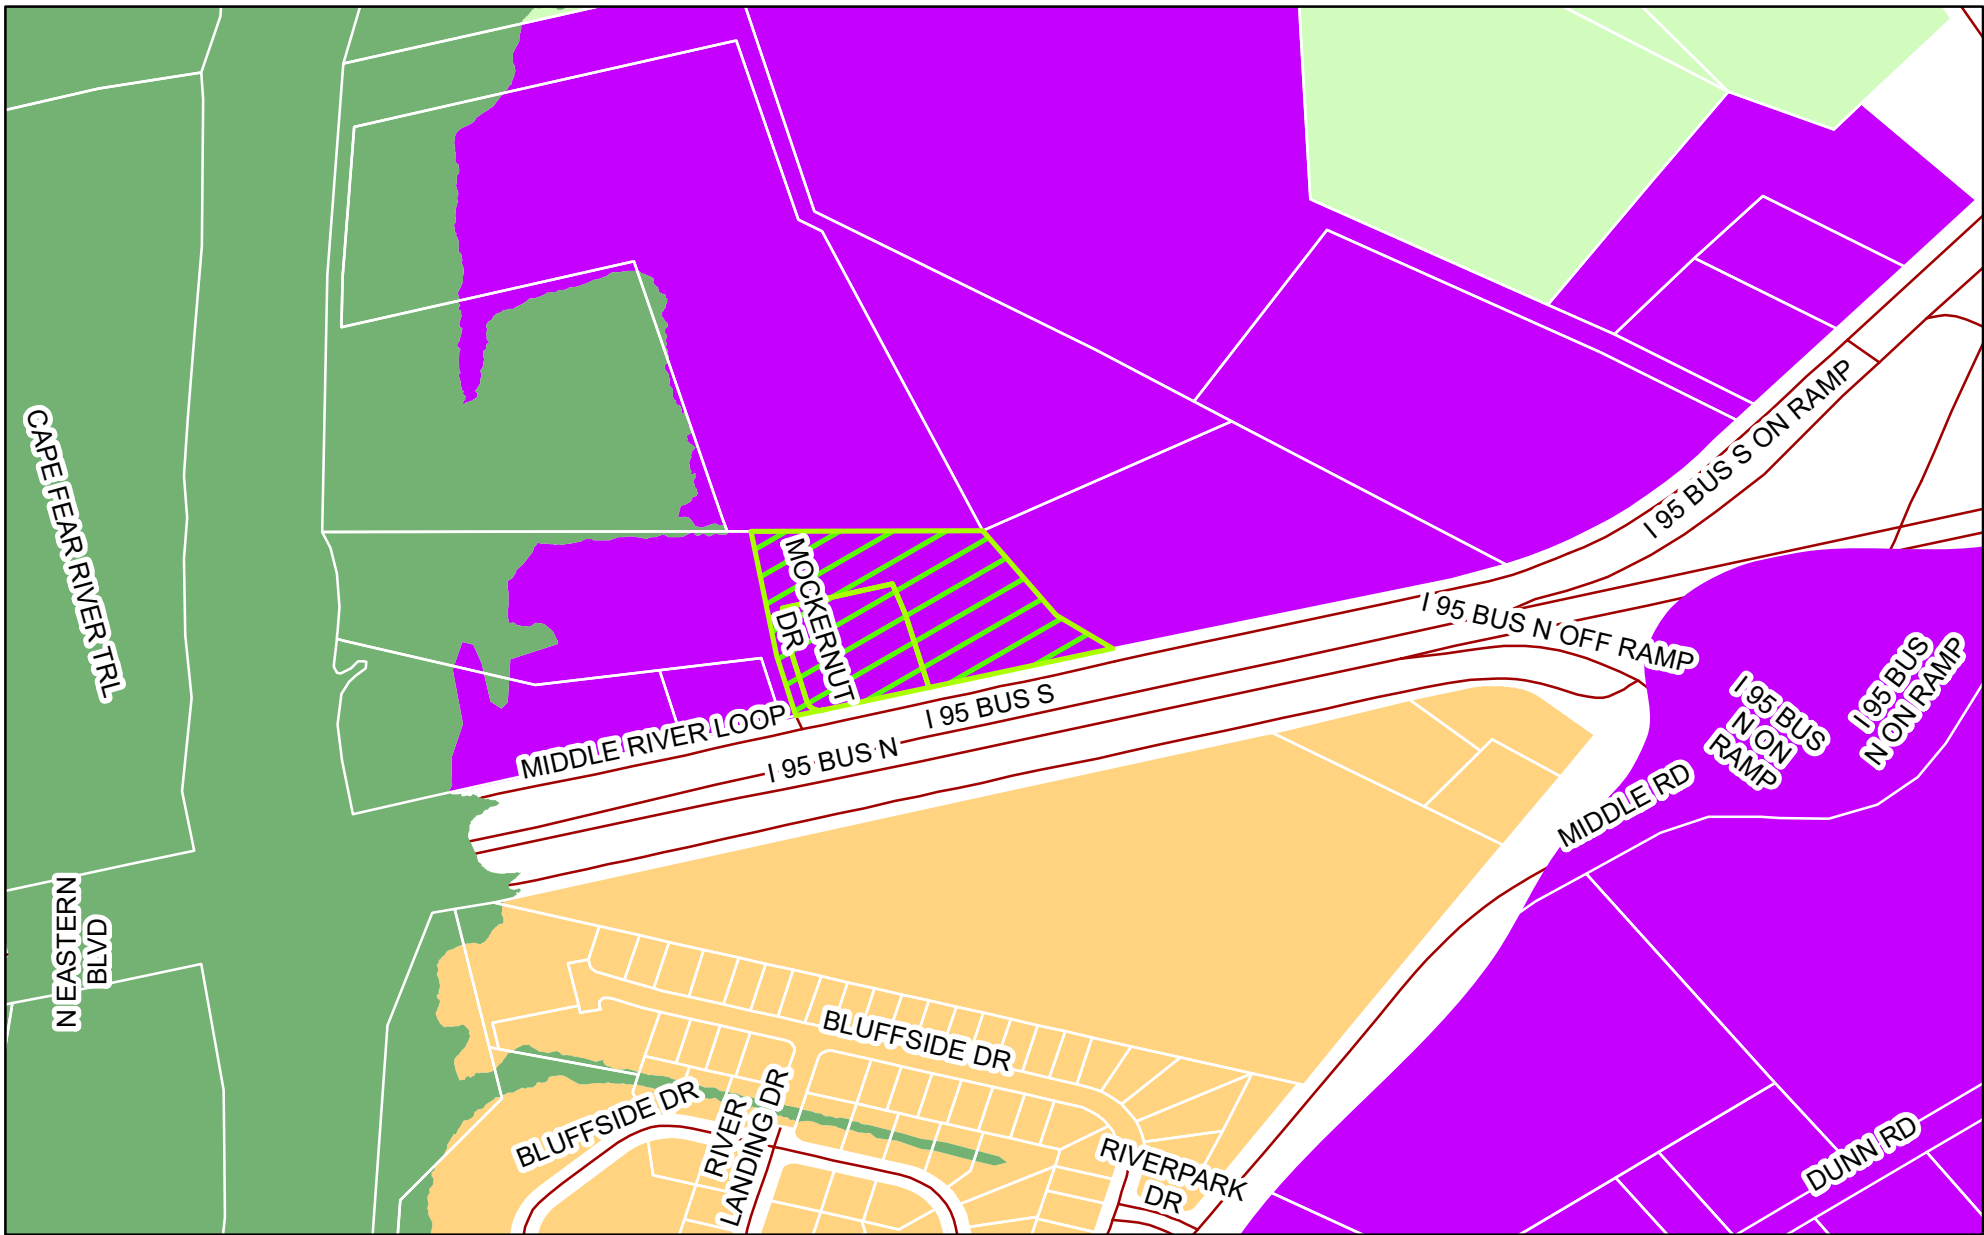 I 95 BUS S ON RAMP
CAPE FEAR RIVER TRL
MOCKERNUT
DR
I 95 BUS N OFF RAMP
I 95 BUS
N ON RAMP
I 95 BUS
N ON
RAMP
I 95 BUS S
MIDDLE RIVER LOOP
I 95 BUS N
MIDDLE RD
N EASTERN
BLVD
BLUFFSIDE DR
BLUFFSIDE DR
RIVER
LANDING DR
RIVERPARK
DR
DUNN RD